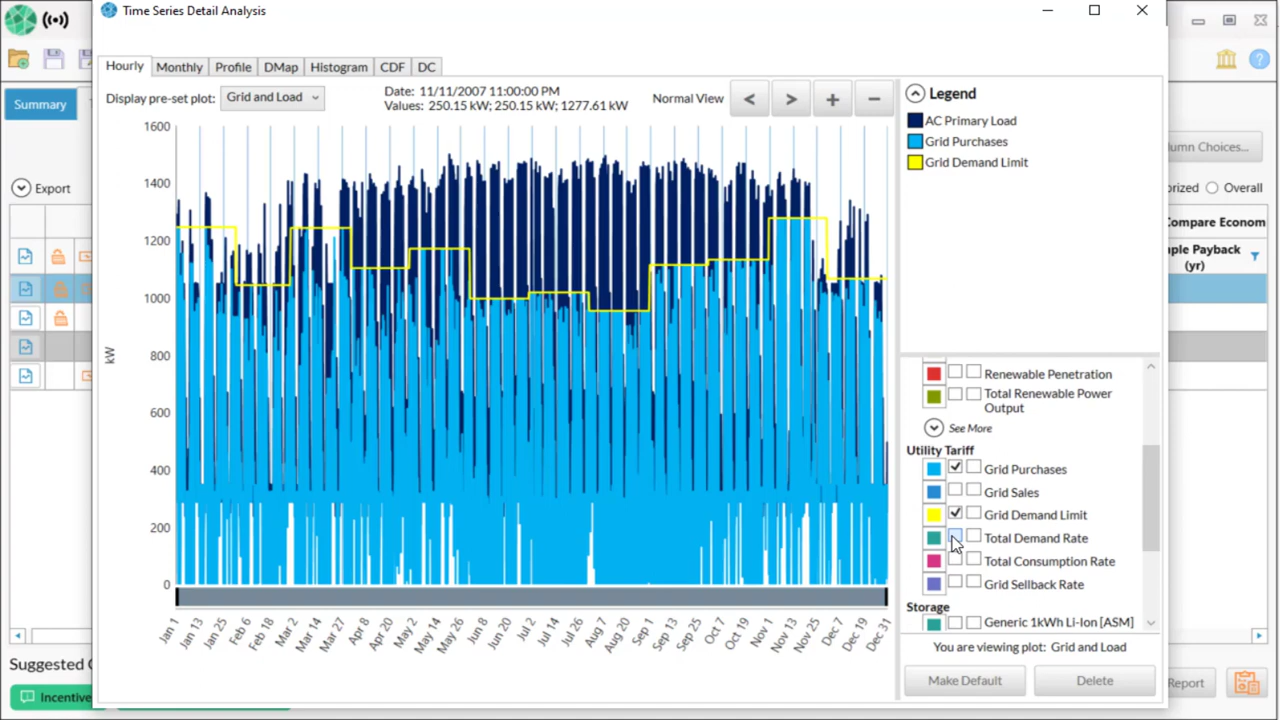 Time Series Detail Analysis
Summary
Hourly
Monthly
Profile
DMap
Histogram
CDF
DC
Display pre-set plot:
Grid and Load
Date: 11/11/2007 11:00:00 PM
Values: 250.15 kW; 250.15 kW; 1277.61 kW
Normal View
<
>
+
−
Legend
AC Primary Load
Grid Purchases
Grid Demand Limit
Export
1600
1400
1200
1000
800
600
400
200
0
kW
Jan 1
Jan 13
Jan 25
Feb 6
Feb 18
Mar 2
Mar 14
Mar 27
Apr 8
Apr 20
May 2
May 14
May 26
Jun 8
Jun 20
Jul 2
Jul 14
Jul 26
Aug 7
Aug 20
Sep 1
Sep 13
Sep 25
Oct 7
Oct 19
Nov 1
Nov 13
Nov 25
Dec 7
Dec 19
Dec 31
Renewable Penetration
Total Renewable Power
Output
See More
Utility Tariff
Grid Purchases
Grid Sales
Grid Demand Limit
Total Demand Rate
Total Consumption Rate
Grid Sellback Rate
Storage
Generic 1kWh Li-Ion [ASM]
You are viewing plot: Grid and Load
Make Default
Delete
lumn Choices...
rized
Overall
Compare Econom
ple Payback
(yr)
Suggested
Incentive
Report